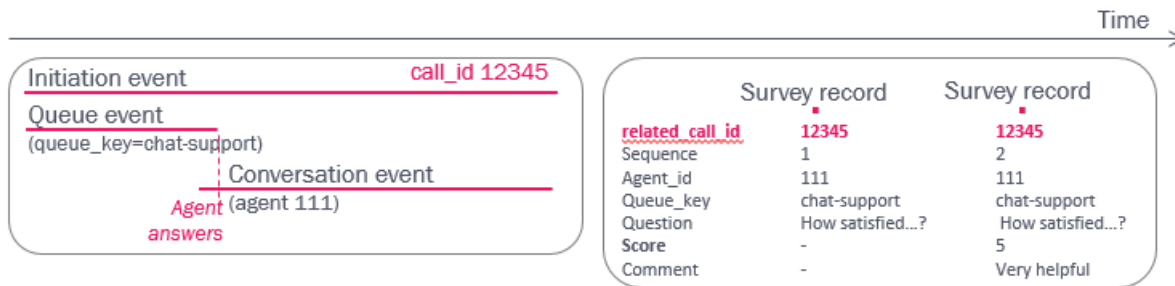 Time
Initiation event call_id 12345
Queue event
(queue_key=chat-support)
Conversation event
Agent (agent 111)
answers
Survey record Survey record
related_call_id 12345 12345
Sequence 1 2
Agent_id 111 111
Queue_key chat-support chat-support
Question How satisfied...? How satisfied...?
Score - 5
Comment - Very helpful